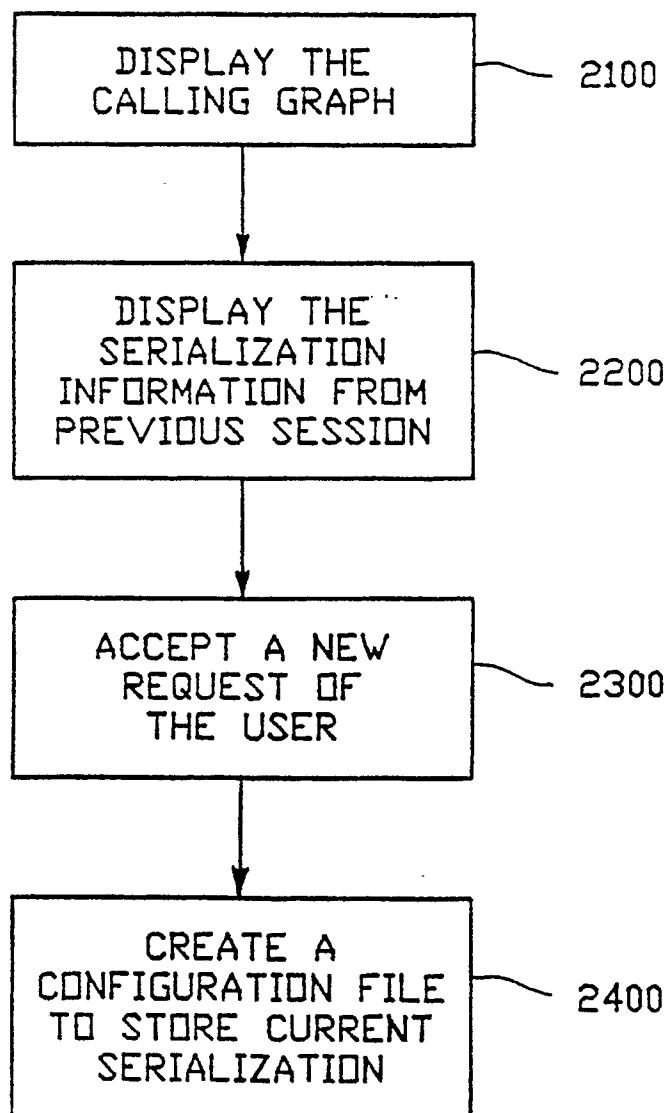 DISPLAY THE
CALLING GRAPH
2100
DISPLAY THE
SERIALIZATION
INFORMATION FROM
PREVIOUS SESSION
2200
ACCEPT A NEW
REQUEST OF
THE USER
2300
CREATE A
CONFIGURATION FILE
TO STORE CURRENT
SERIALIZATION
2400